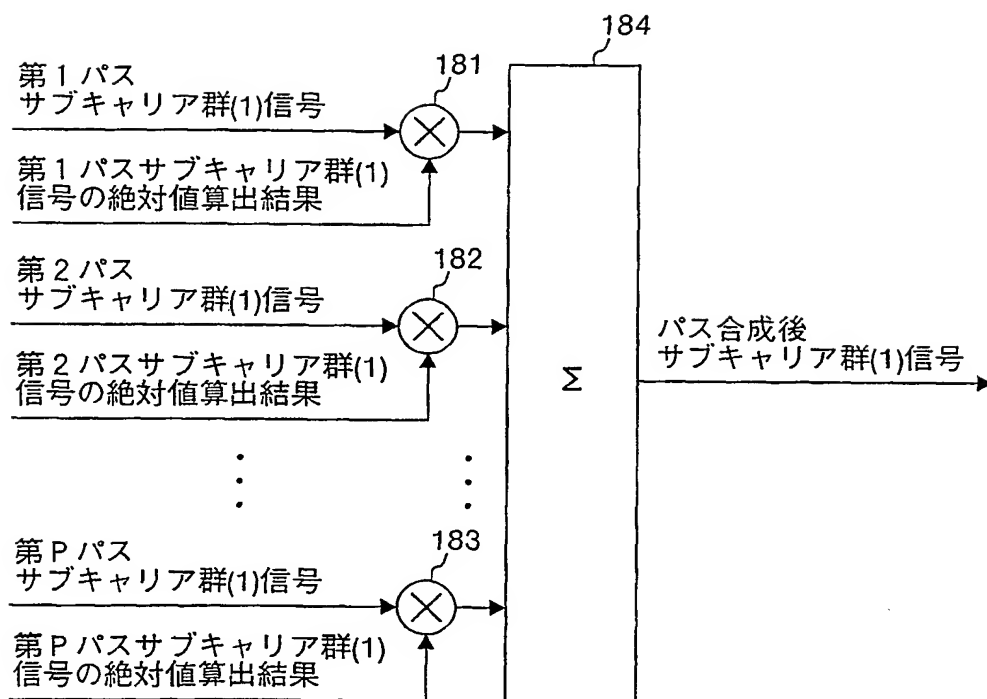 184
181
第1パス
サブキャリア群(1)信号
第1パスサブキャリア群(1)
信号の絶対値算出結果
182
第2パス
サブキャリア群(1)信号
第2パスサブキャリア群(1)
信号の絶対値算出結果
Σ
パス合成後
サブキャリア群(1)信号
183
第Pパス
サブキャリア群(1)信号
第Pパスサブキャリア群(1)
信号の絶対値算出結果